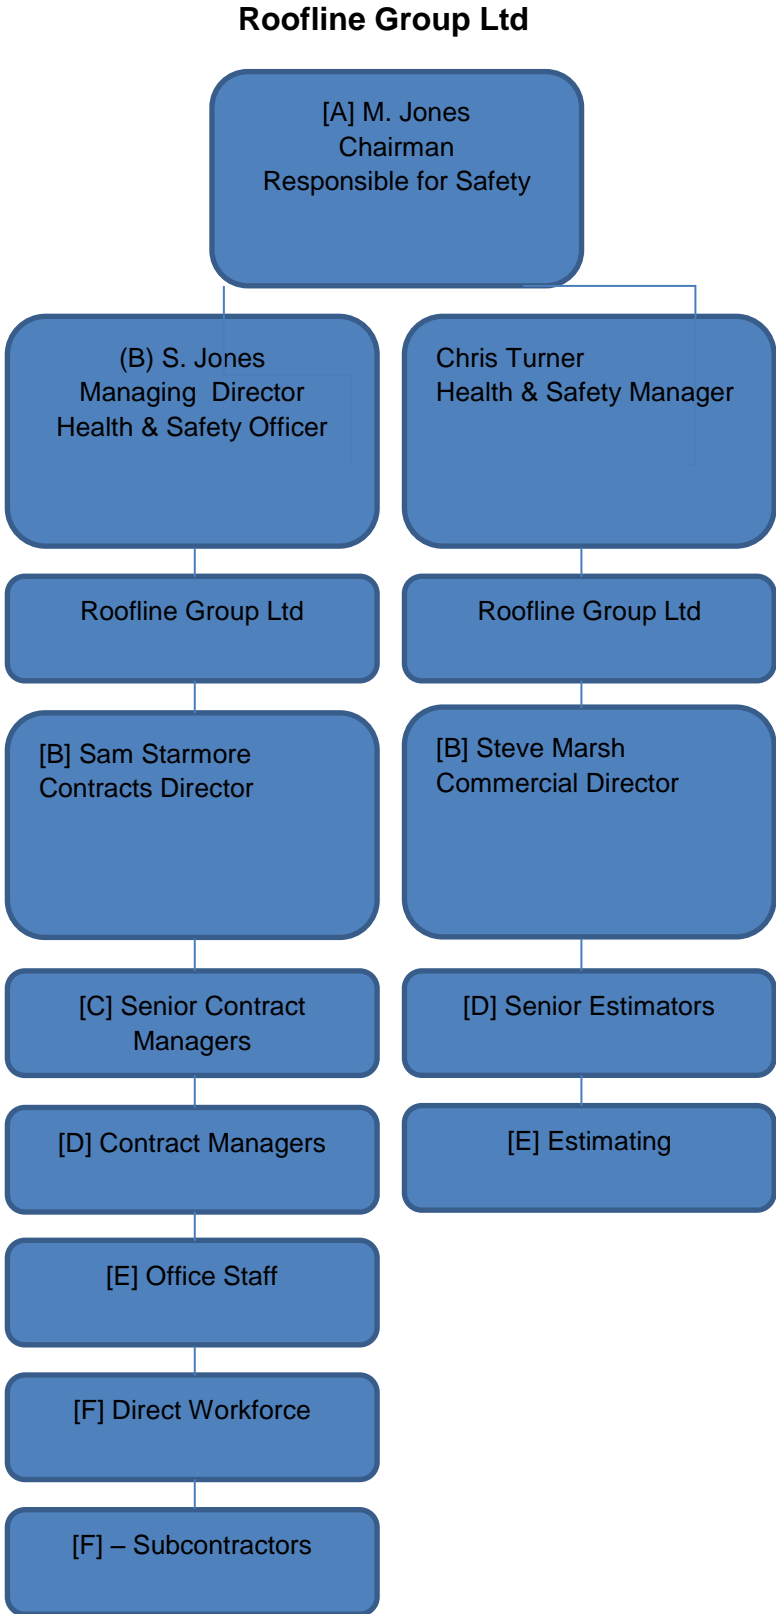 Roofline Group Ltd
[A] M. Jones
Chairman
Responsible for Safety
(B) S. Jones
Managing Director
Health & Safety Officer
Chris Turner
Health & Safety Manager
Roofline Group Ltd
Roofline Group Ltd
[B] Sam Starmore
Contracts Director
[B] Steve Marsh
Commercial Director
[C] Senior Contract
Managers
[D] Senior Estimators
[D] Contract Managers
[E] Estimating
[E] Office Staff
[F] Direct Workforce
[F] – Subcontractors